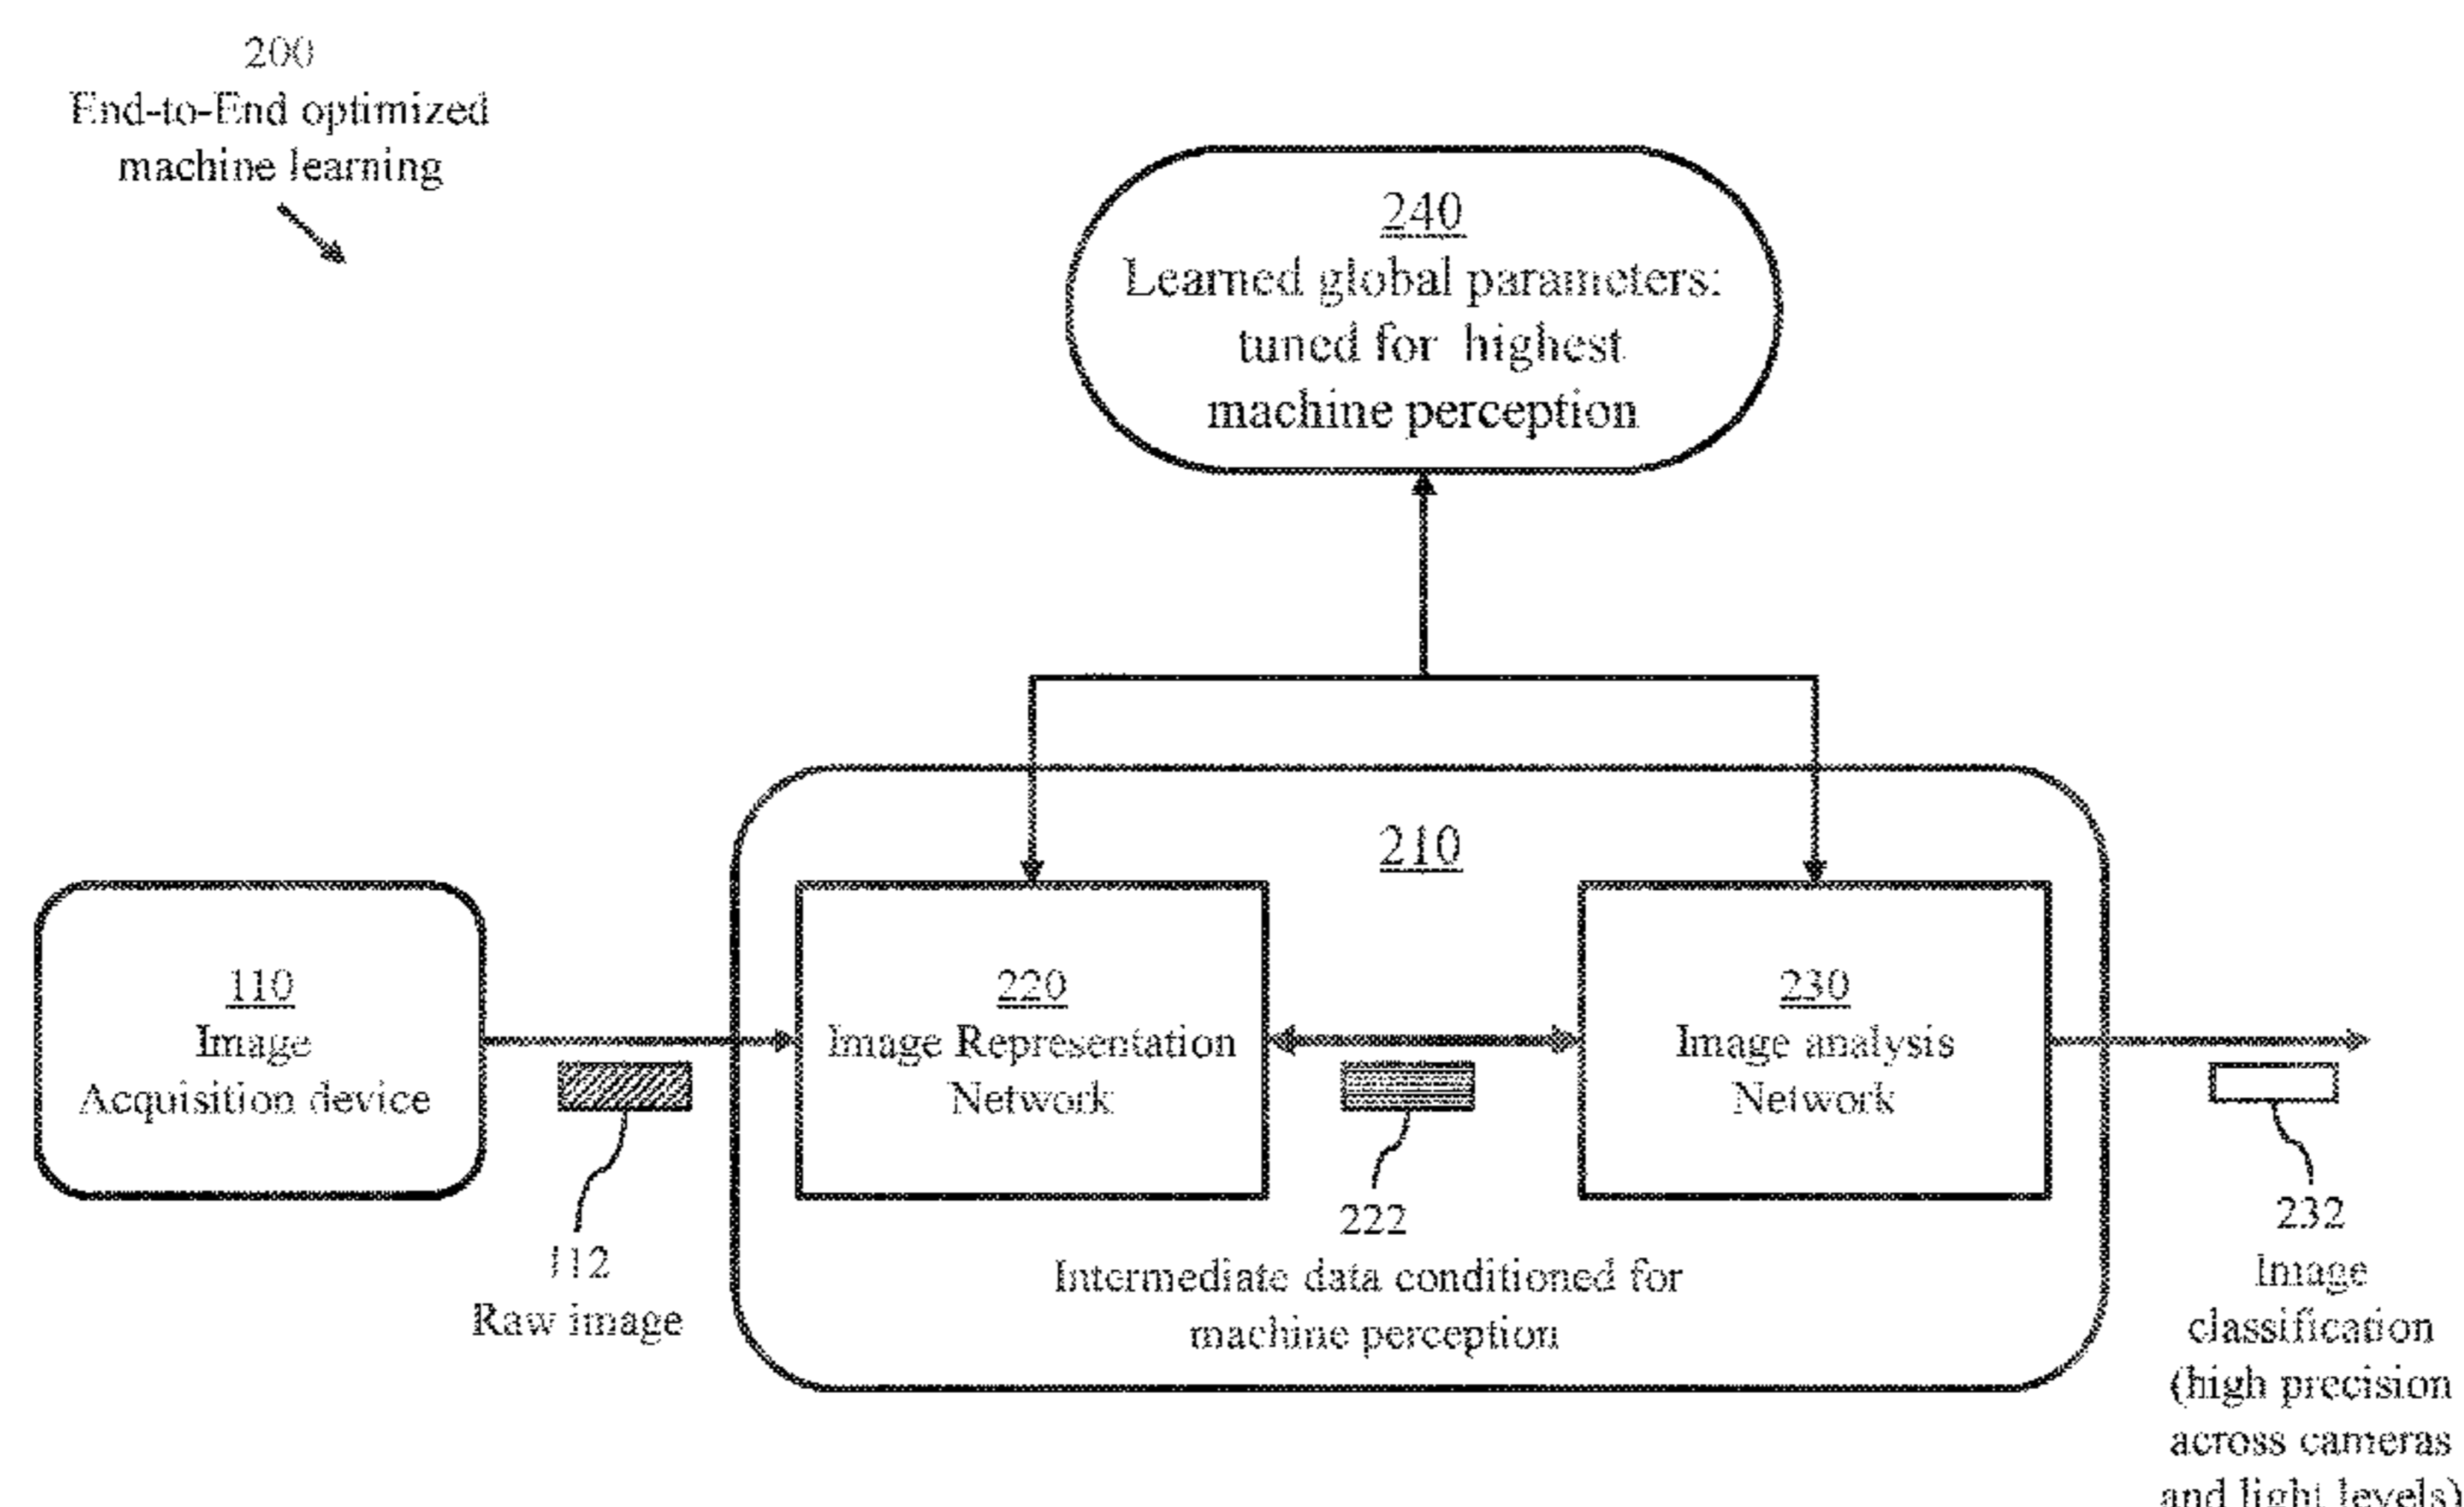 200
End-to-End optimized
machine learning
240
Learned global parameters:
tuned for highest
machine perception
210
110
Image
Acquisition device
220
Image Representation
Network
230
Image analysis
Network
112
Raw image
222
Intermediate data conditioned for
machine perception
232
Image
classification
(high precision
across cameras
and light levels)